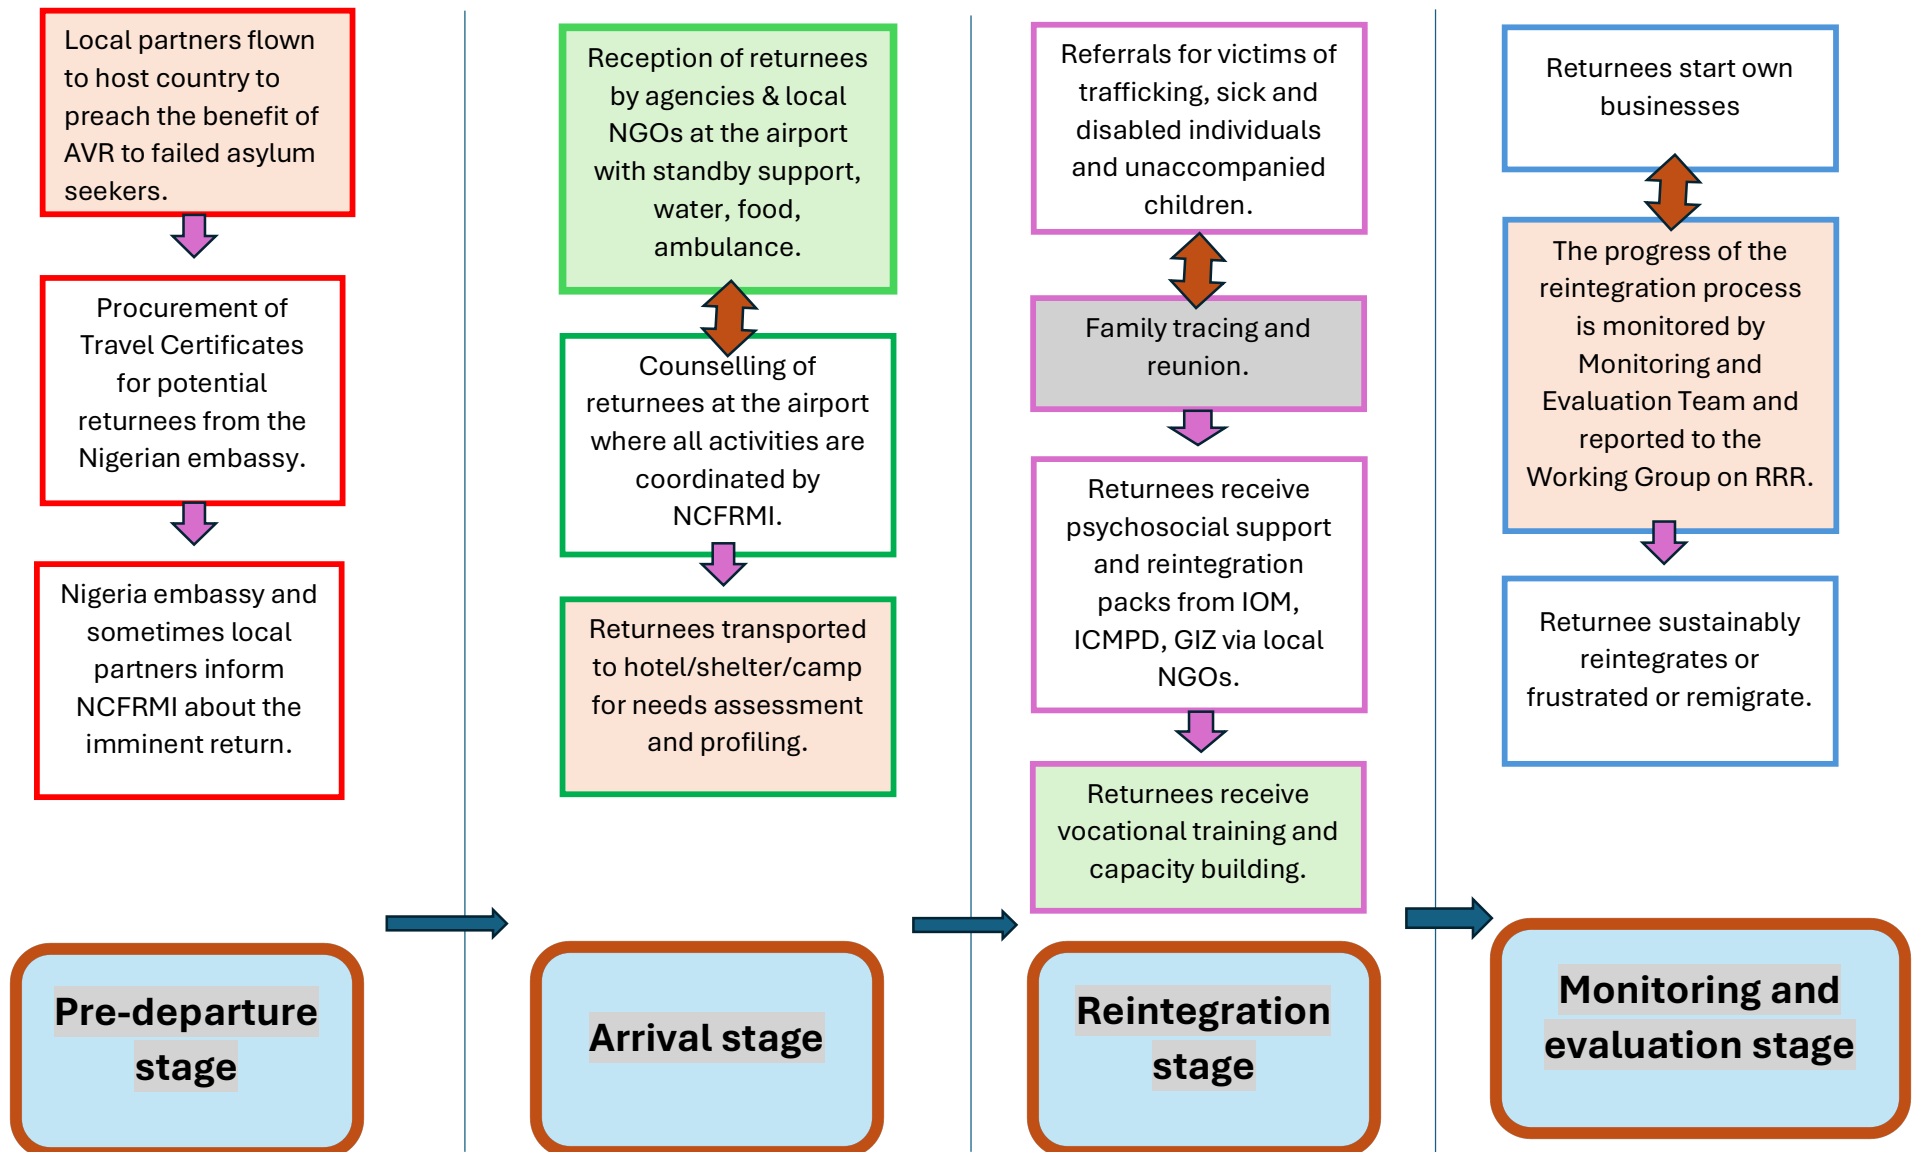 Local partners flown
to host country to
preach the benefit of
AVR to failed asylum
seekers.
Procurement of
Travel Certificates
for potential
returnees from the
Nigerian embassy.
Nigeria embassy and
sometimes local
partners inform
NCFRMI about the
imminent return.
Pre-departure
stage
Reception of returnees
by agencies & local
NGOs at the airport
with standby support,
water, food,
ambulance.
Counselling of
returnees at the airport
where all activities are
coordinated by
NCFRMI.
Returnees transported
to hotel/shelter/camp
for needs assessment
and profiling.
Arrival stage
Referrals for victims of
trafficking, sick and
disabled individuals
and unaccompanied
children.
Family tracing and
reunion.
Returnees receive
psychosocial support
and reintegration
packs from IOM,
ICMPD, GIZ via local
NGOs.
Returnees receive
vocational training and
capacity building.
Reintegration
stage
Returnees start own
businesses
The progress of the
reintegration process
is monitored by
Monitoring and
Evaluation Team and
reported to the
Working Group on RRR.
Returnee sustainably
reintegrates or
frustrated or remigrate.
Monitoring and
evaluation stage